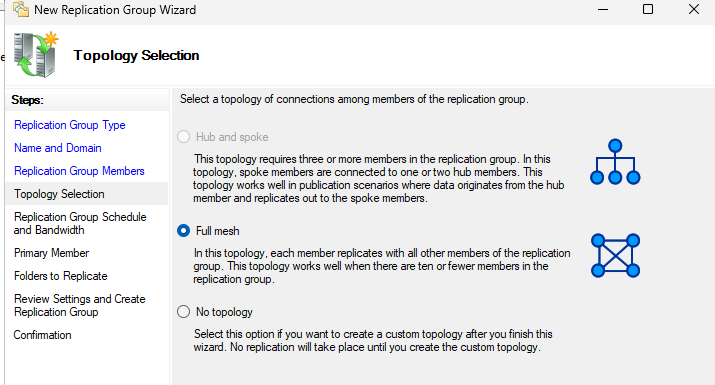 New Replication Group Wizard
Topology Selection
Steps:
Replication Group Type
Name and Domain
Replication Group Members
Topology Selection
Replication Group Schedule
and Bandwidth
Primary Member
Folders to Replicate
Review Settings and Create
Replication Group
Confirmation
Select a topology of connections among members of the replication group.
Hub and spoke
This topology requires three or more members in the replication group. In this
topology, spoke members are connected to one or two hub members. This
topology works well in publication scenarios where data originates from the hub
member and replicates out to the spoke members.
Full mesh
In this topology, each member replicates with all other members of the replication
group. This topology works well when there are ten or fewer members in the
replication group.
No topology
Select this option if you want to create a custom topology after you finish this
wizard. No replication will take place until you create the custom topology.